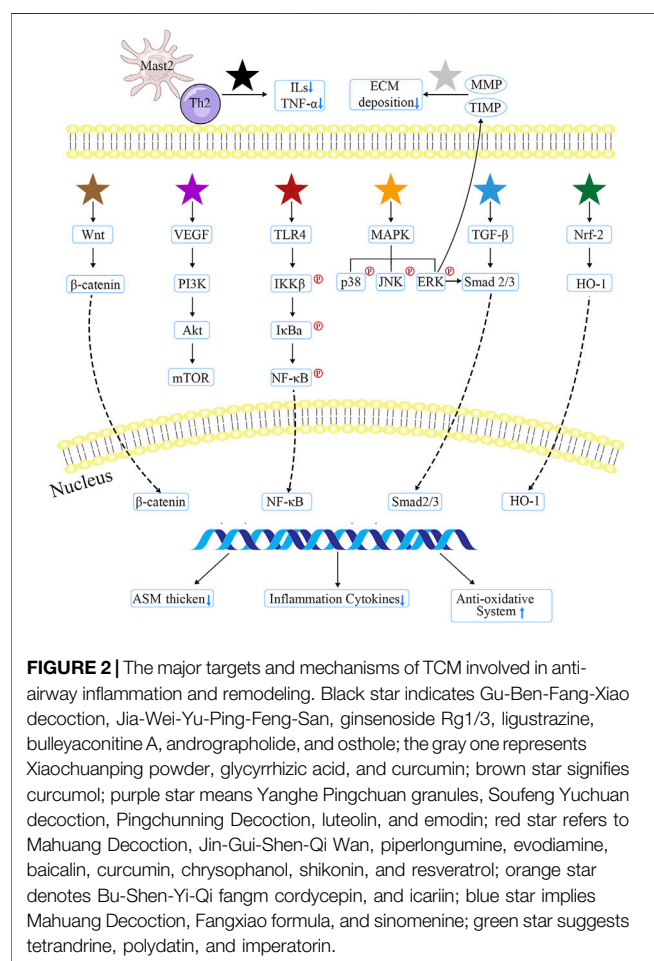 Mast2
Th2
ILs↓
TNF-α↓
ECM
deposition↓
MMP
TIMP
Wnt
VEGF
TLR4
MAPK
TGF-β
Nrf-2
β-catenin
PI3K
IKKβ
P
p38
P
JNK
P
ERK
P
Smad 2/3
HO-1
Akt
IκBa
P
mTOR
NF-κB
P
Nucleus
β-catenin
NF-κB
Smad2/3
HO-1
ASM thicken↓
Inflammation Cytokines↓
Anti-oxidative
System ↑
FIGURE 2 | The major targets and mechanisms of TCM involved in anti-
airway inflammation and remodeling. Black star indicates Gu-Ben-Fang-Xiao
decoction, Jia-Wei-Yu-Ping-Feng-San, ginsenoside Rg1/3, ligustrazine,
bulleyaconitine A, andrographolide, and osthole; the gray one represents
Xiaochuanping powder, glycyrrhizic acid, and curcumin; brown star signifies
curcumol; purple star means Yanghe Pingchuan granules, Soufeng Yuchuan
decoction, Pingchunning Decoction, luteolin, and emodin; red star refers to
Mahuang Decoction, Jin-Gui-Shen-Qi Wan, piperlongumine, evodiamine,
baicalin, curcumin, chrysophanol, shikonin, and resveratrol; orange star
denotes Bu-Shen-Yi-Qi fangm cordycepin, and icariin; blue star implies
Mahuang Decoction, Fangxiao formula, and sinomenine; green star suggests
tetrandrine, polydatin, and imperatorin.